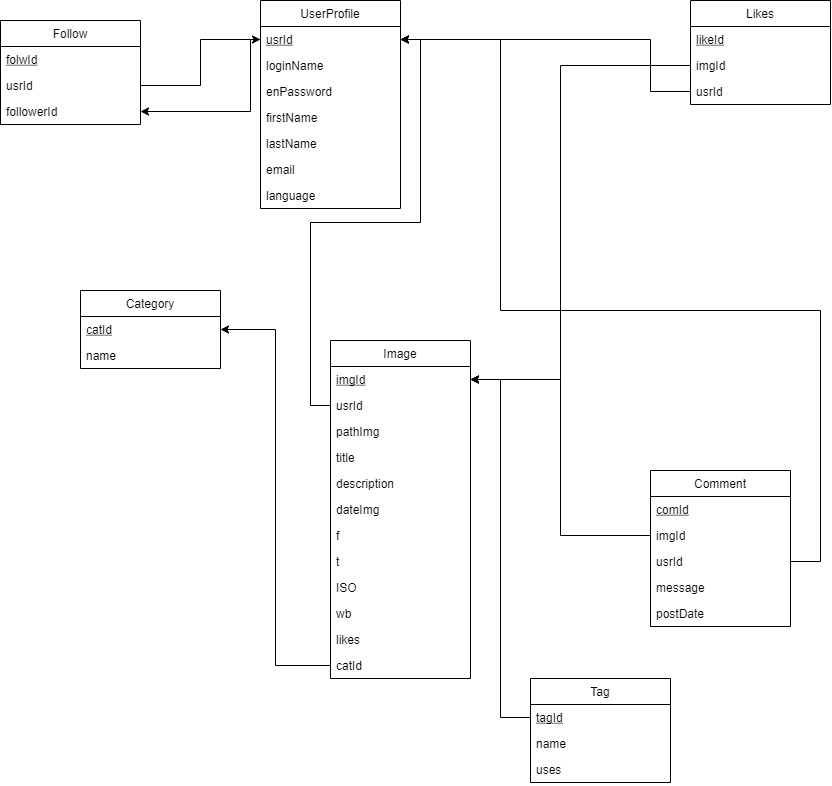 Follow
folwId
usrId
followerId
UserProfile
usrId
loginName
enPassword
firstName
lastName
email
language
Likes
likeId
imgId
usrId
Category
catId
name
Image
imgId
usrId
pathImg
title
description
dateImg
f
t
ISO
wb
likes
catId
Comment
comId
imgId
usrId
message
postDate
Tag
tagId
name
uses